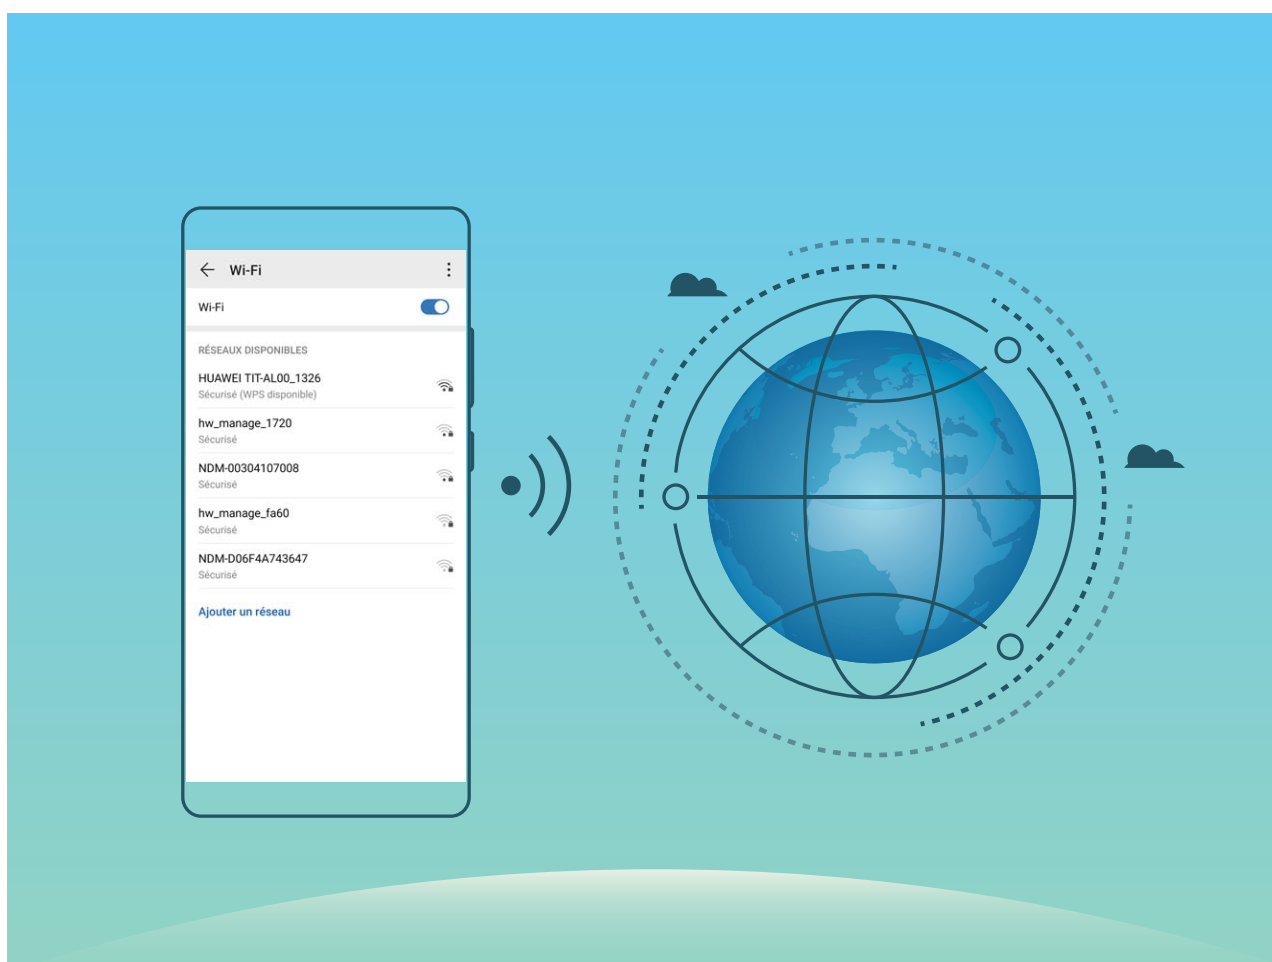 Wi-Fi
Wi-Fi
RÉSEAUX DISPONIBLES
HUAWEI TIT-AL00_1326
Sécurisé (WPS disponible)
hw_manage_1720
Sécurisé
NDM-00304107008
Sécurisé
hw_manage_fa60
Sécurisé
NDM-D06F4A743647
Sécurisé
Ajouter un réseau